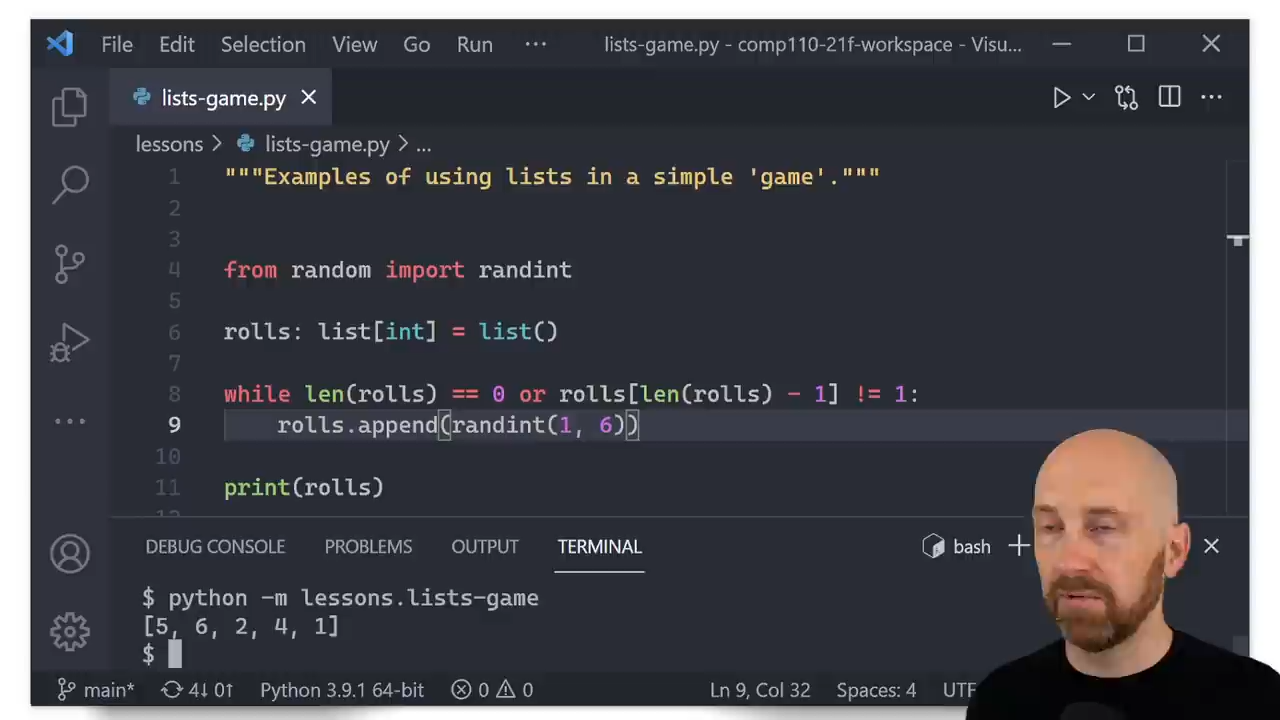 File Edit Selection View Go Run ··· lists-game.py - comp110-21f-workspace - Visu...
lists-game.py
lessons > lists-game.py > ...
1 """Examples of using lists in a simple 'game'."""
2
3
4 from random import randint
5
6 rolls: list[int] = list()
7
8 while len(rolls) == 0 or rolls[len(rolls) - 1] != 1:
9     rolls.append(randint(1, 6))
10
11 print(rolls)
DEBUG CONSOLE PROBLEMS OUTPUT TERMINAL bash
$ python -m lessons.lists-game
[5, 6, 2, 4, 1]
$
main* 4↓ 0↑ Python 3.9.1 64-bit 0 0 Ln 9, Col 32 Spaces: 4 UTF